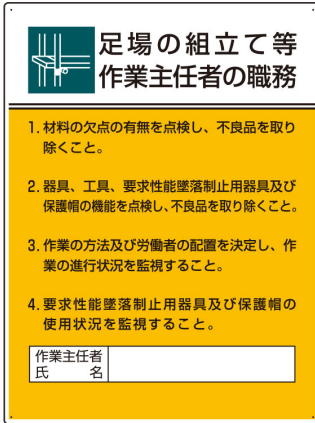 足場の組立て等
作業主任者の職務
1. 材料の欠点の有無を点検し、不良品を取り
除くこと。
2. 器具、工具、要求性能墜落制止用器具及び
保護帽の機能を点検し、不良品を取り除くこと。
3. 作業の方法及び労働者の配置を決定し、作
業の進行状況を監視すること。
4. 要求性能墜落制止用器具及び保護帽の
使用状況を監視すること。
作業主任者
氏 名